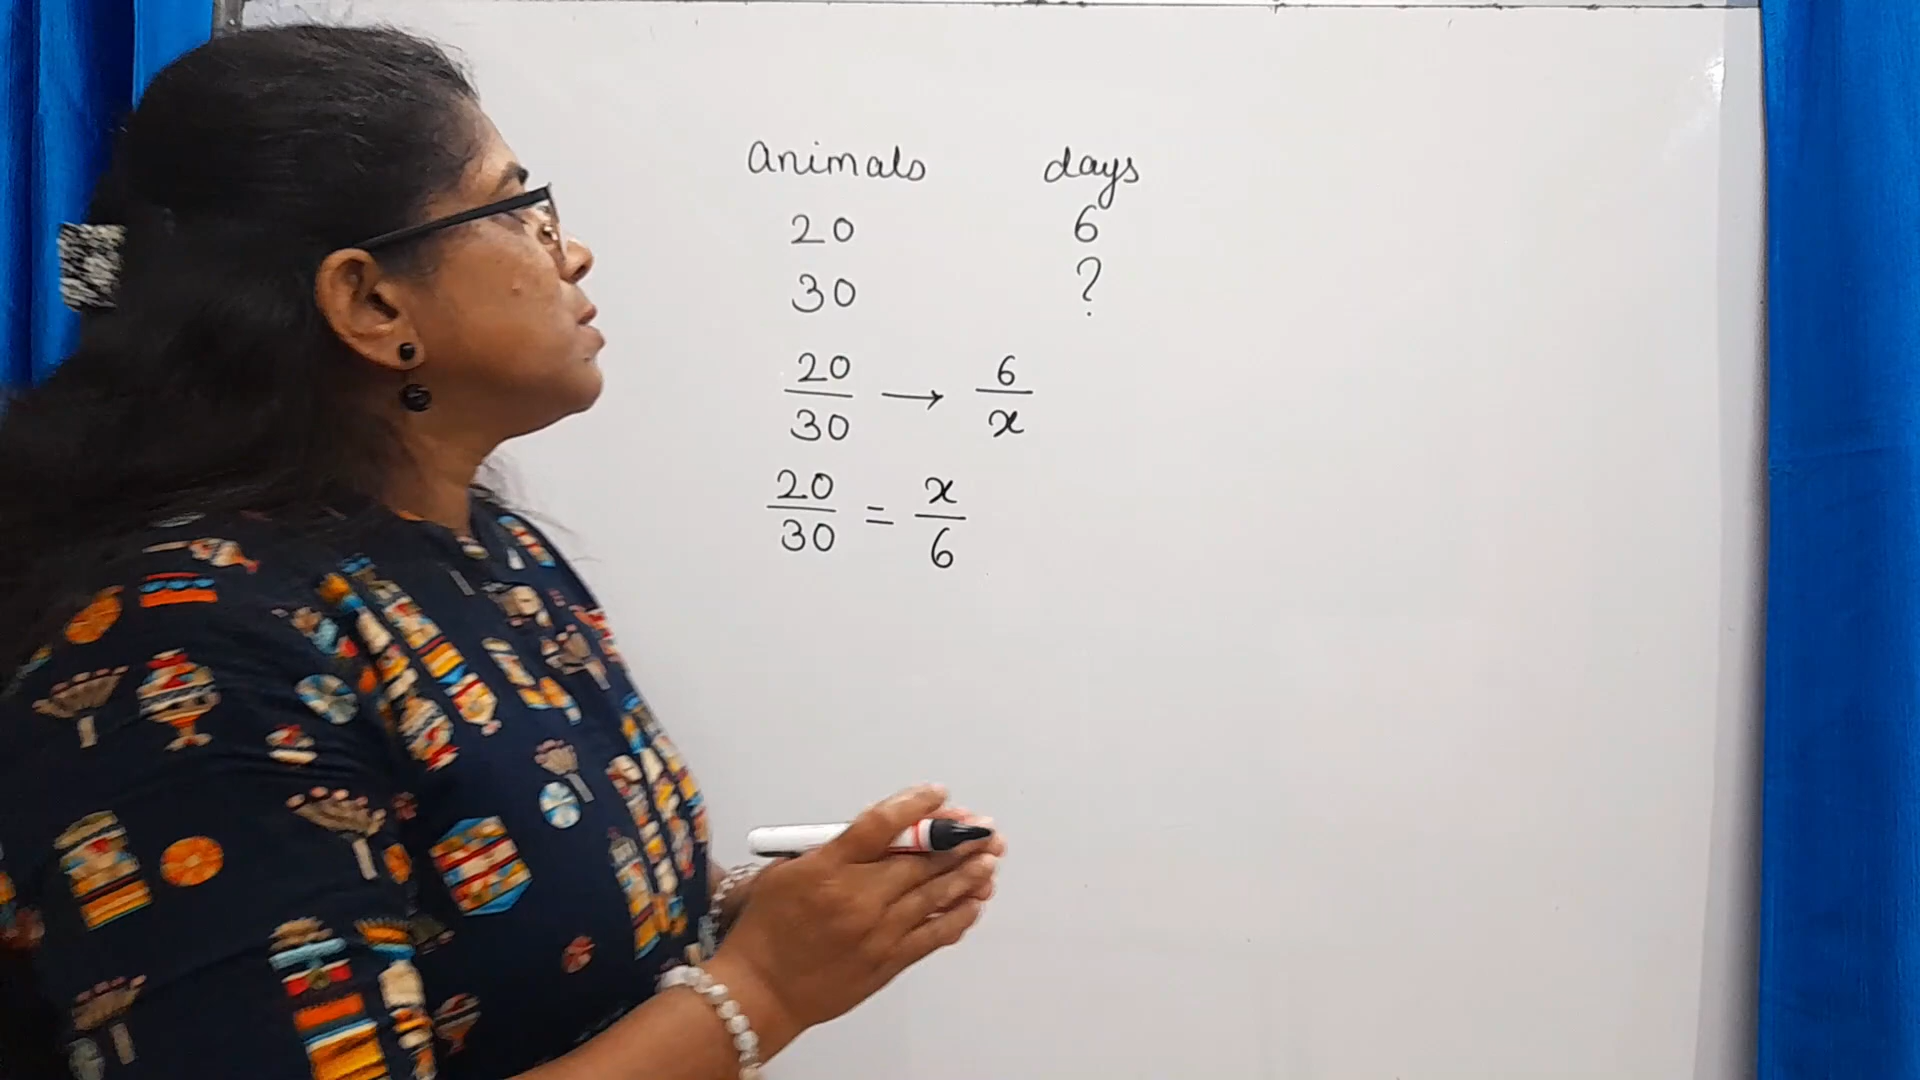 animals days
20 6
30 ?
20/30 → 6/x
20/30 = x/6